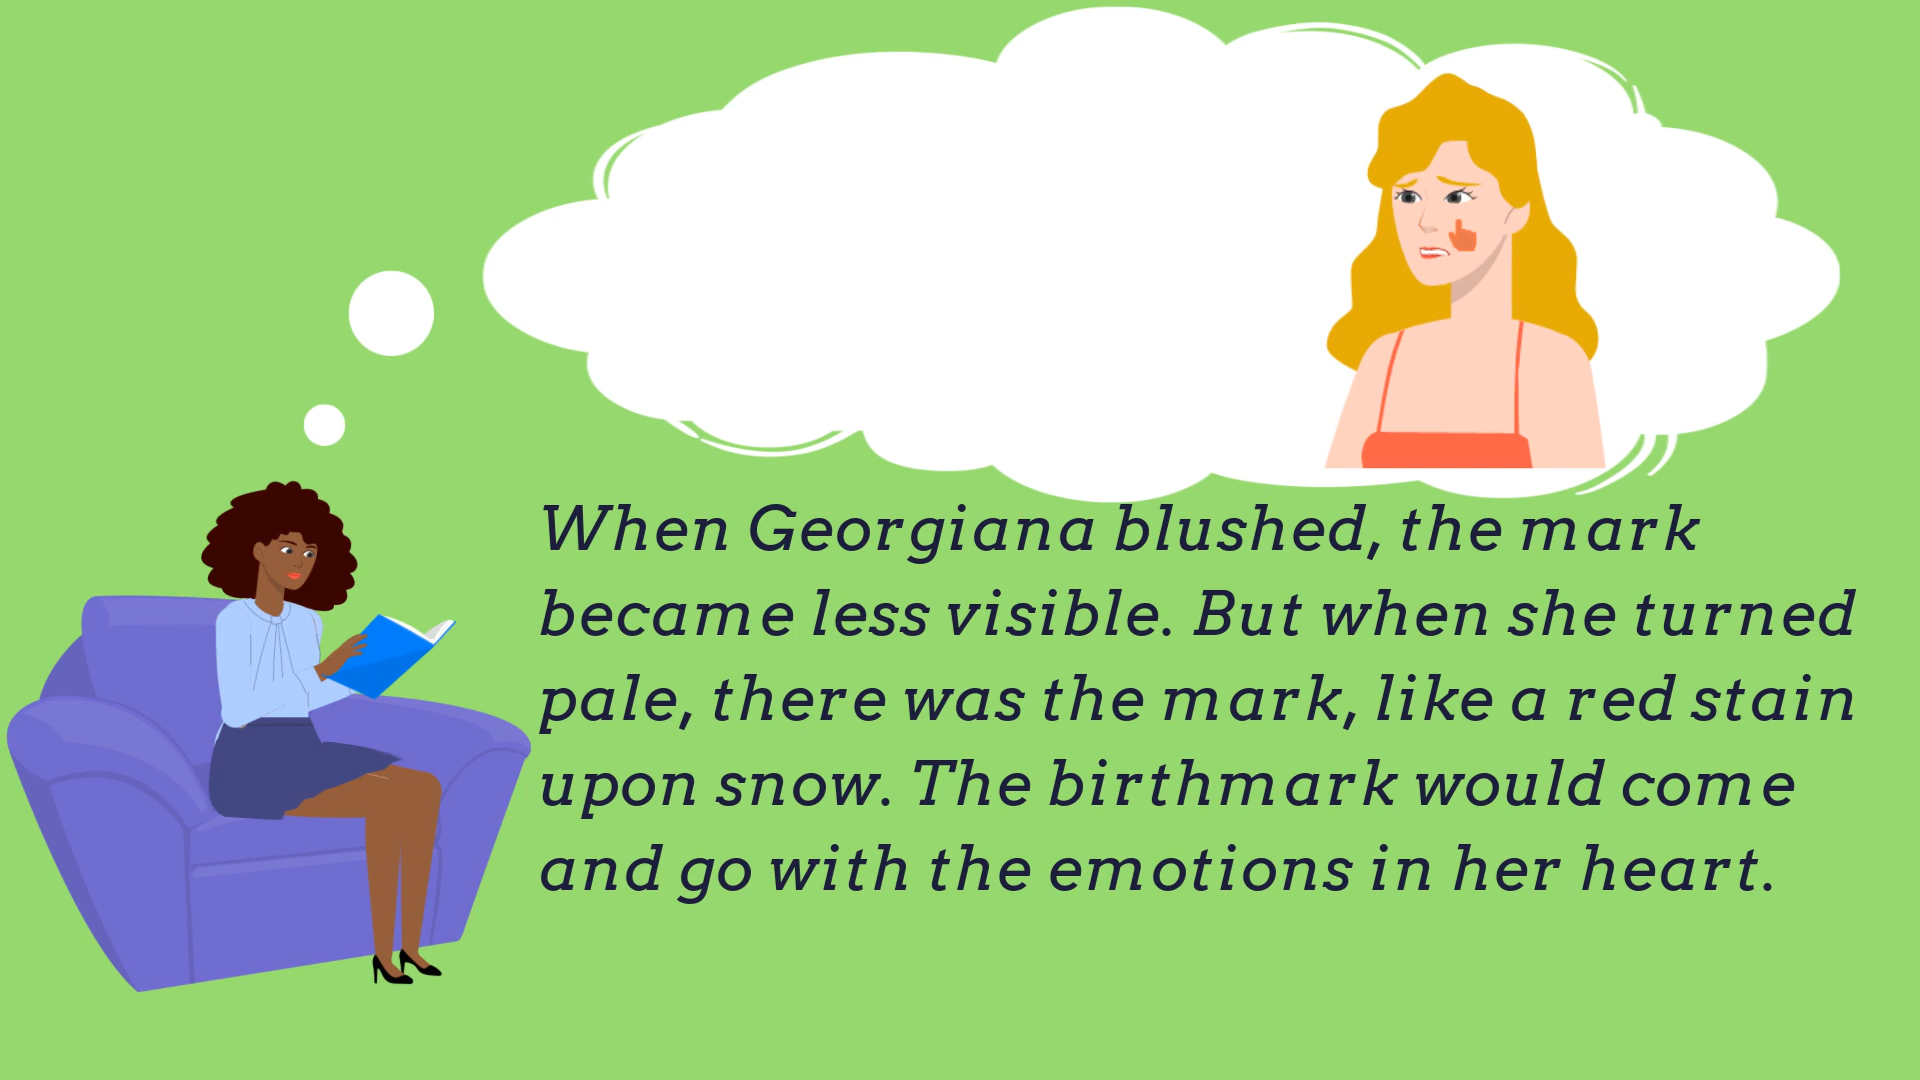 When Georgiana blushed, the mark
became less visible. But when she turned
pale, there was the mark, like a red stain
upon snow. The birthmark would come
and go with the emotions in her heart.